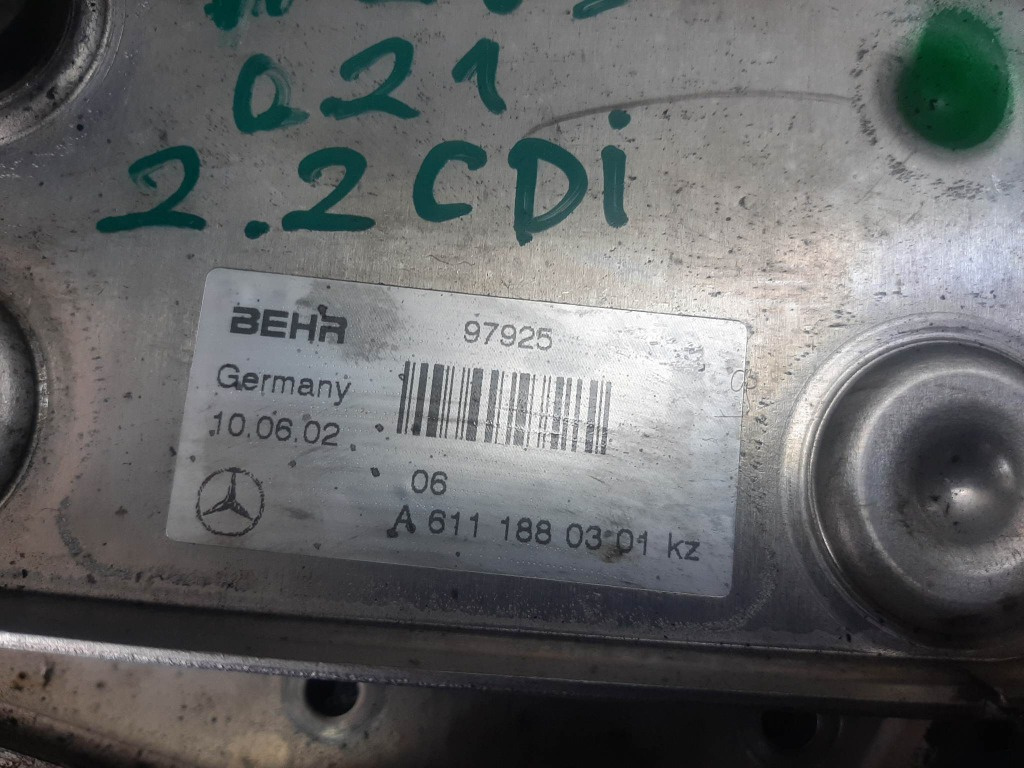 021
2.2CDi
BEHR 97925
Germany
10.06.02
06
A 611 188 03 01 kz